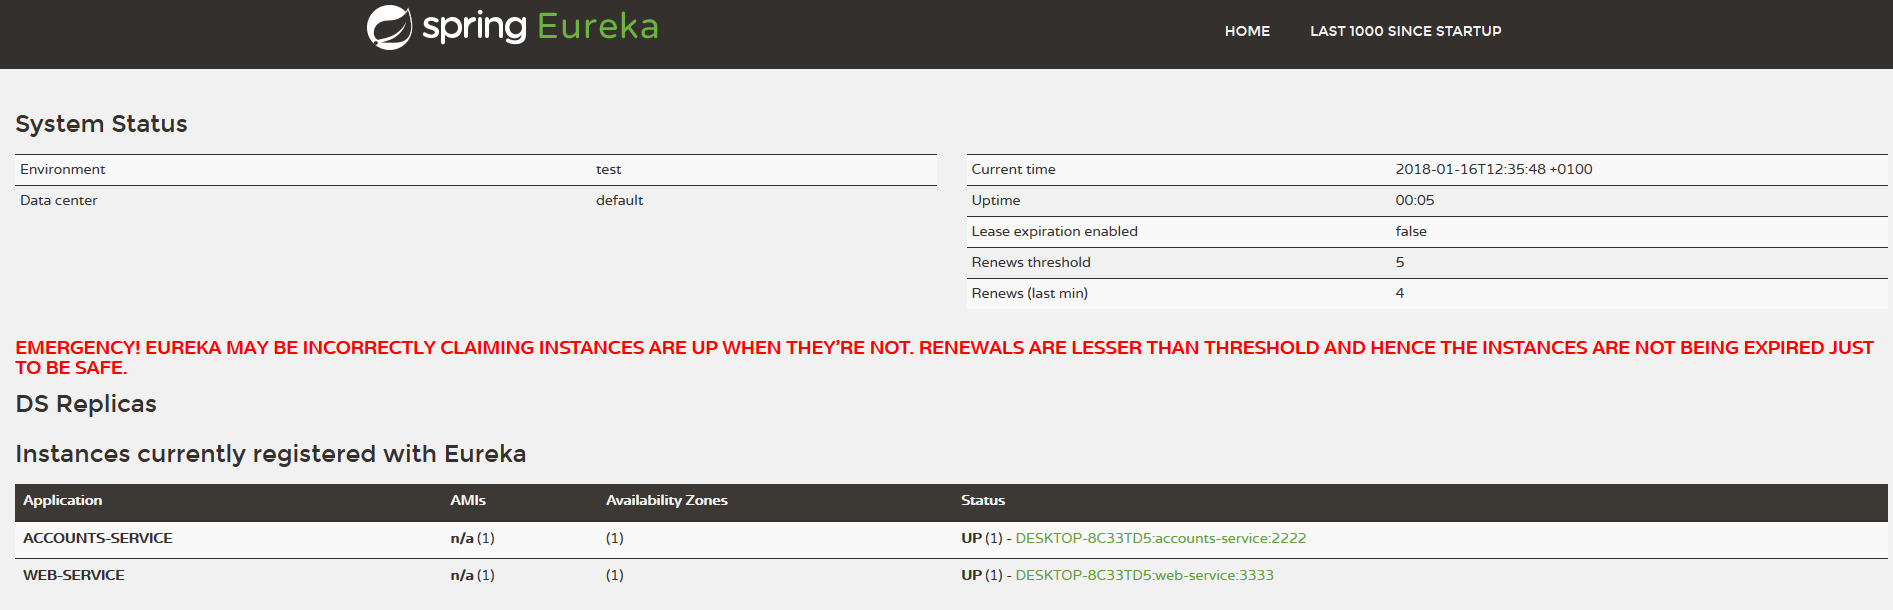 spring Eureka HOME LAST 1000 SINCE STARTUP
System Status
Environment test
Data center default
Current time 2018-01-16T12:35:48 +0100
Uptime 00:05
Lease expiration enabled false
Renews threshold 5
Renews (last min) 4
EMERGENCY! EUREKA MAY BE INCORRECTLY CLAIMING INSTANCES ARE UP WHEN THEY'RE NOT. RENEWALS ARE LESSER THAN THRESHOLD AND HENCE THE INSTANCES ARE NOT BEING EXPIRED JUST
TO BE SAFE.
DS Replicas
Instances currently registered with Eureka
Application AMIs Availability Zones Status
ACCOUNTS-SERVICE n/a (1) (1) UP (1) - DESKTOP-8C33TD5:accounts-service:2222
WEB-SERVICE n/a (1) (1) UP (1) - DESKTOP-8C33TD5:web-service:3333